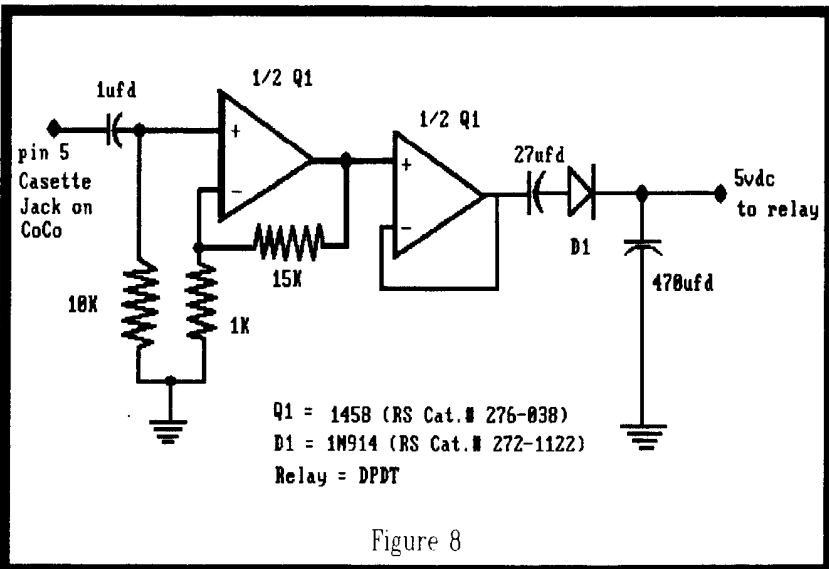 1/2 Q1
1ufd
+
-
1/2 Q1
+
-
pin 5
Casette
Jack on
CoCo
27ufd
5vdc
to relay
D1
15K
470ufd
10K
1K
Q1 = 1458 (RS Cat.# 276-038)
D1 = 1N914 (RS Cat.# 272-1122)
Relay = DPDT
Figure 8